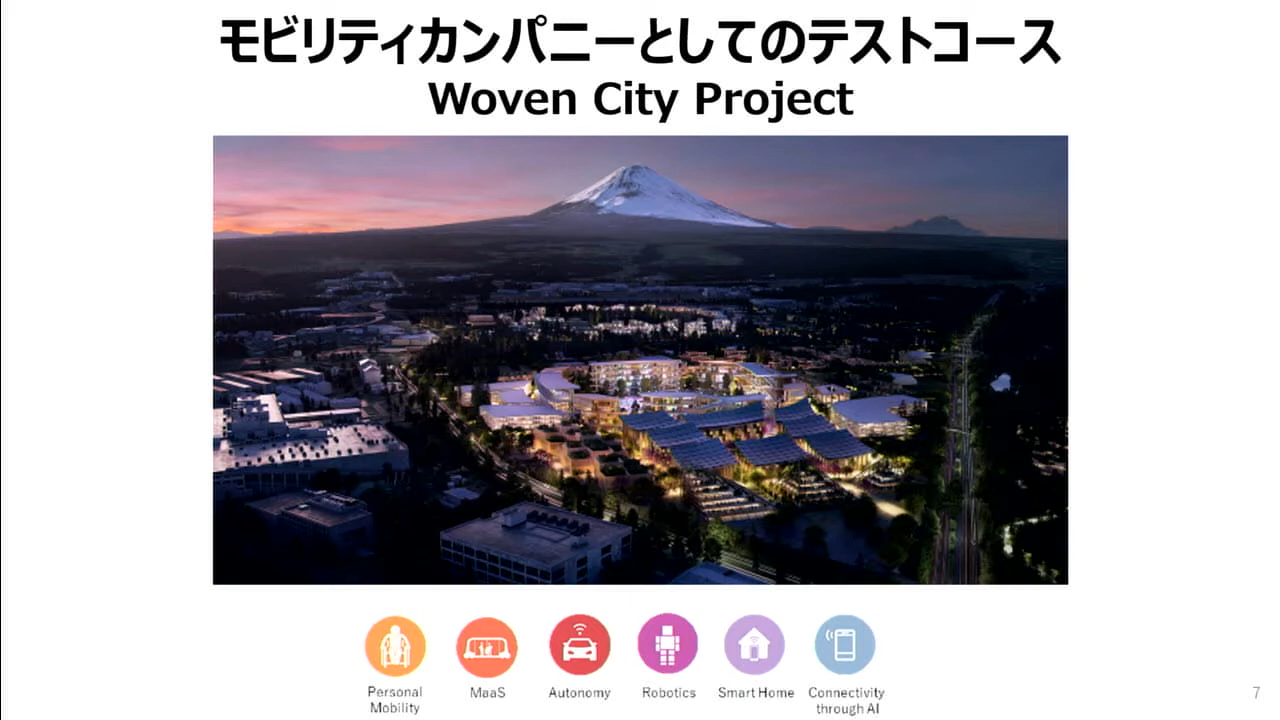 モビリティカンパニーとしてのテストコース
Woven City Project
Personal Mobility
MaaS
Autonomy
Robotics
Smart Home
Connectivity through AI
7